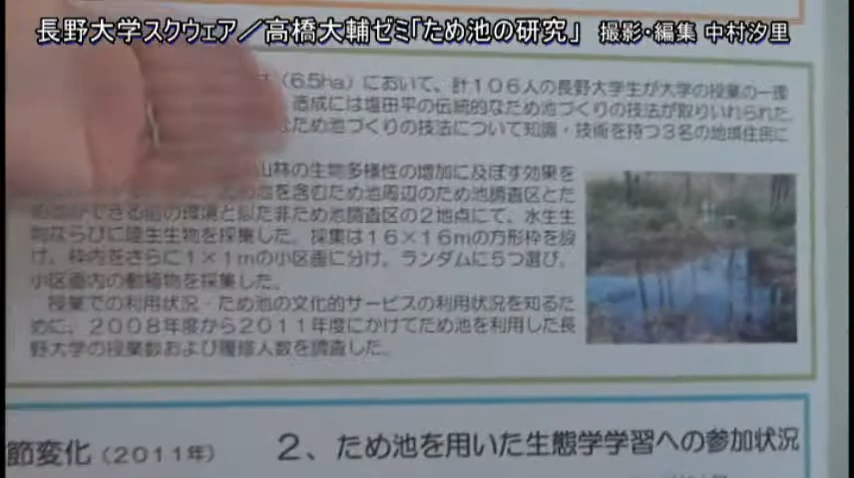 長野大学スクウェア／高橋大輔ゼミ「ため池の研究」 撮影・編集 中村汐里
（6.5ha）において、計１０６人の長野大学生が大学の授業の一環
造成には塩田平の伝統的なため池づくりの技法が取りいれられた。
なため池づくりの技法について知識・技術を持つ３名の地域住民に
山林の生物多様性の増加に及ぼす効果を
を含むため池周辺のため池調査区とた
の環境と似た非ため池調査区の２地点にて、水生生
物ならびに陸生生物を採集した。採集は１６×１６ｍの方形枠を設
け、枠内をさらに１×１ｍの小区画に分け、ランダムに５つ選び、
小区画内の動植物を採集した。
授業での利用状況・ため池の文化的サービスの利用状況を知るた
めに、２００８年度から２０１１年度にかけてため池を利用した長
野大学の授業数および履修人数を調査した。
節変化（２０１１年）
２、ため池を用いた生態学学習への参加状況